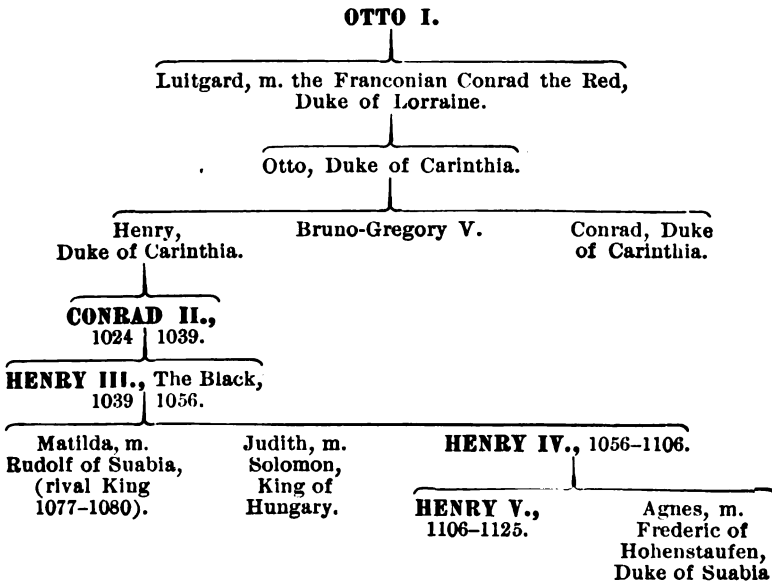 OTTO I.
Luitgard, m. the Franconian Conrad the Red,
Duke of Lorraine.
Otto, Duke of Carinthia.
Henry,
Duke of Carinthia.
Bruno-Gregory V.
Conrad, Duke
of Carinthia.
CONRAD II.,
1024 1039.
HENRY III., The Black,
1039 1056.
Matilda, m.
Rudolf of Suabia,
(rival King
1077–1080).
Judith, m.
Solomon,
King of
Hungary.
HENRY IV., 1056–1106.
HENRY V.,
1106–1125.
Agnes, m.
Frederic of
Hohenstaufen,
Duke of Suabia